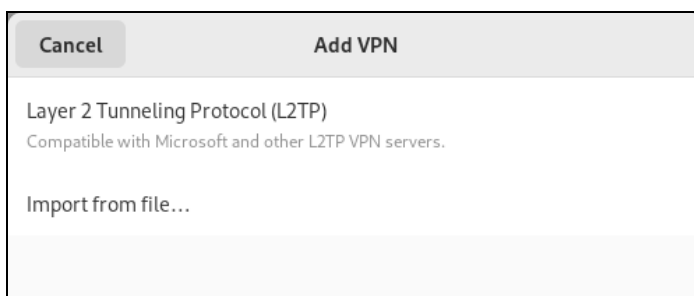 Cancel
Add VPN
Layer 2 Tunneling Protocol (L2TP)
Compatible with Microsoft and other L2TP VPN servers.
Import from file…